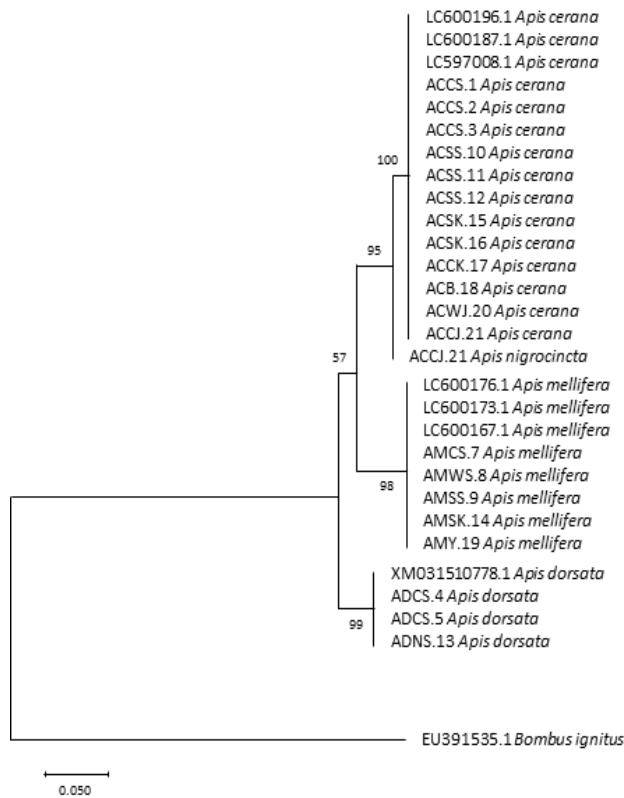 LC600196.1 Apis cerana
LC600187.1 Apis cerana
LC597008.1 Apis cerana
ACCS.1 Apis cerana
ACCS.2 Apis cerana
ACCS.3 Apis cerana
ACSS.10 Apis cerana
100
ACSS.11 Apis cerana
ACSS.12 Apis cerana
ACSK.15 Apis cerana
ACSK.16 Apis cerana
95
ACCK.17 Apis cerana
ACB.18 Apis cerana
ACWJ.20 Apis cerana
ACCJ.21 Apis cerana
57
ACCJ.21 Apis nigrocincta
LC600176.1 Apis mellifera
LC600173.1 Apis mellifera
LC600167.1 Apis mellifera
AMCS.7 Apis mellifera
AMWS.8 Apis mellifera
98
AMSS.9 Apis mellifera
AMSK.14 Apis mellifera
AMY.19 Apis mellifera
XM031510778.1 Apis dorsata
ADCS.4 Apis dorsata
ADCS.5 Apis dorsata
99
ADNS.13 Apis dorsata
EU391535.1 Bombus ignitus
0.050